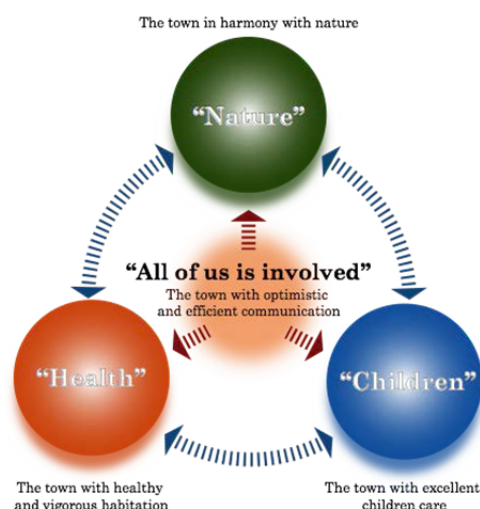 The town in harmony with nature
“Nature”
“All of us is involved”
The town with optimistic
and efficient communication
“Health”
“Children”
The town with healthy
and vigorous habitation
The town with excellent
children care